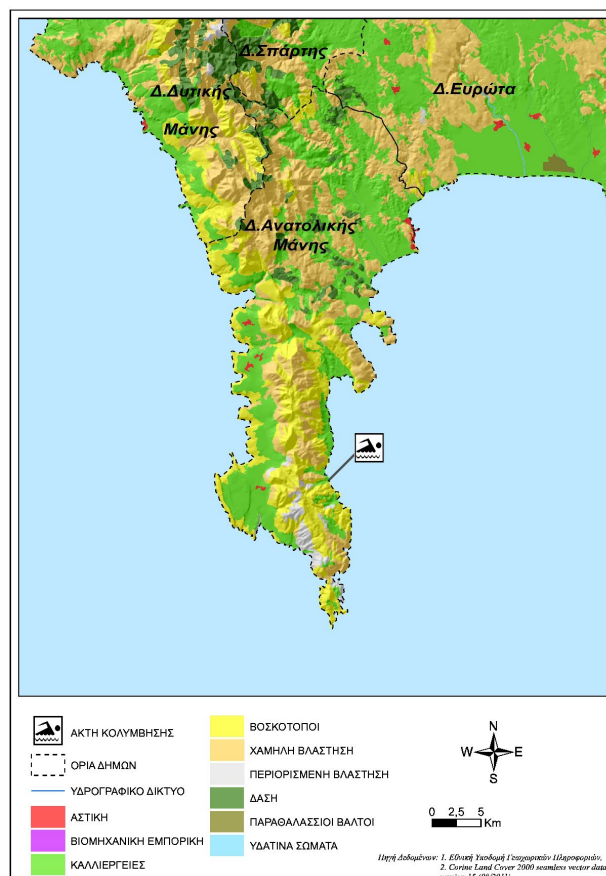 Δ.Σπάρτης
Δ.Δυτικής
Μάνης
Δ.Ευρώτα
Δ.Ανατολικής
Μάνης
ΑΚΤΗ ΚΟΛΥΜΒΗΣΗΣ
ΟΡΙΑ ΔΗΜΩΝ
ΥΔΡΟΓΡΑΦΙΚΟ ΔΙΚΤΥΟ
ΑΣΤΙΚΗ
ΒΙΟΜΗΧΑΝΙΚΗ ΕΜΠΟΡΙΚΗ
ΚΑΛΛΙΕΡΓΕΙΕΣ
ΒΟΣΚΟΤΟΠΟΙ
ΧΑΜΗΛΗ ΒΛΑΣΤΗΣΗ
ΠΕΡΙΟΡΙΣΜΕΝΗ ΒΛΑΣΤΗΣΗ
ΔΑΣΗ
ΠΑΡΑΘΑΛΑΣΣΙΟΙ ΒΑΛΤΟΙ
ΥΔΑΤΙΝΑ ΣΩΜΑΤΑ
N
W E
S
0 2,5 5
Km
Πηγή Δεδομένων: 1. Εθνική Υποδομή Γεωχωρικών Πληροφοριών,
2. Corine Land Cover 2000 seamless vector data